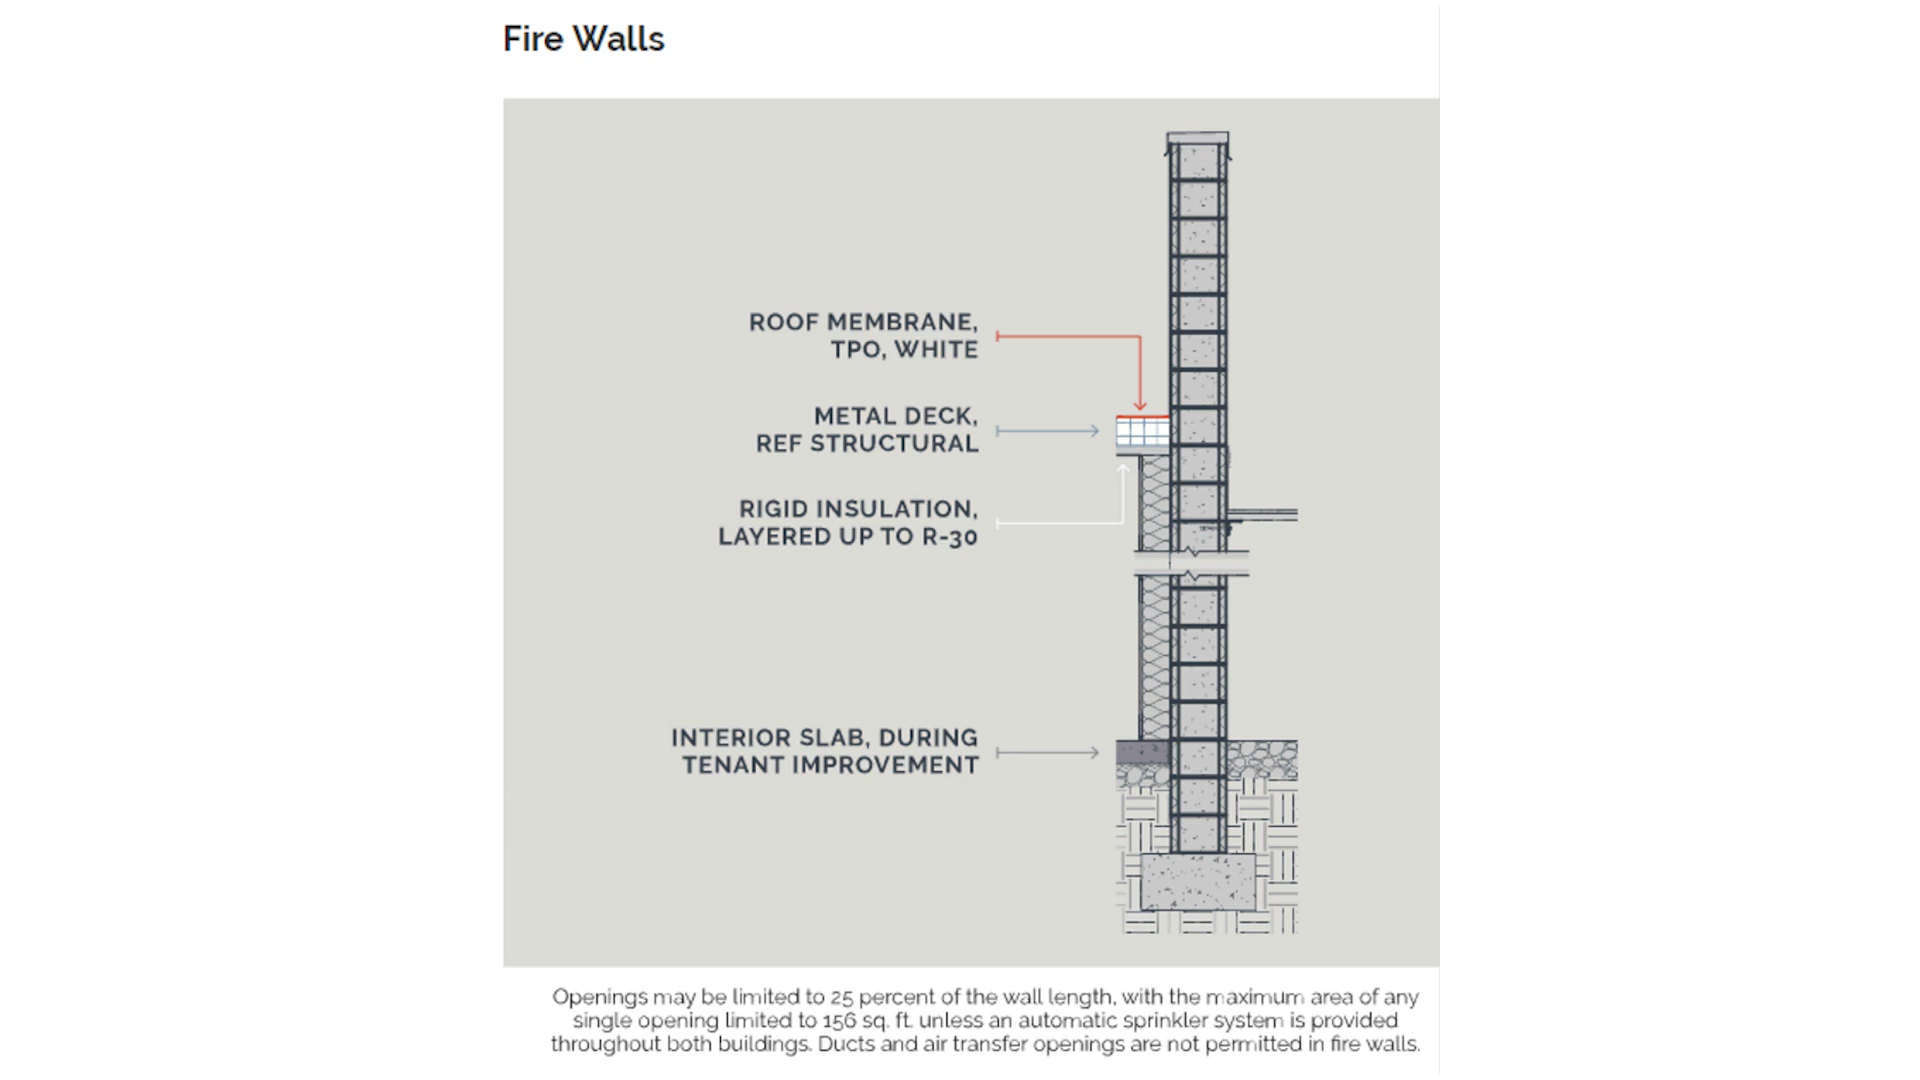 Fire Walls
ROOF MEMBRANE,
TPO, WHITE
METAL DECK,
REF STRUCTURAL
RIGID INSULATION,
LAYERED UP TO R-30
INTERIOR SLAB, DURING
TENANT IMPROVEMENT
Openings may be limited to 25 percent of the wall length, with the maximum area of any
single opening limited to 156 sq. ft. unless an automatic sprinkler system is provided
throughout both buildings. Ducts and air transfer openings are not permitted in fire walls.